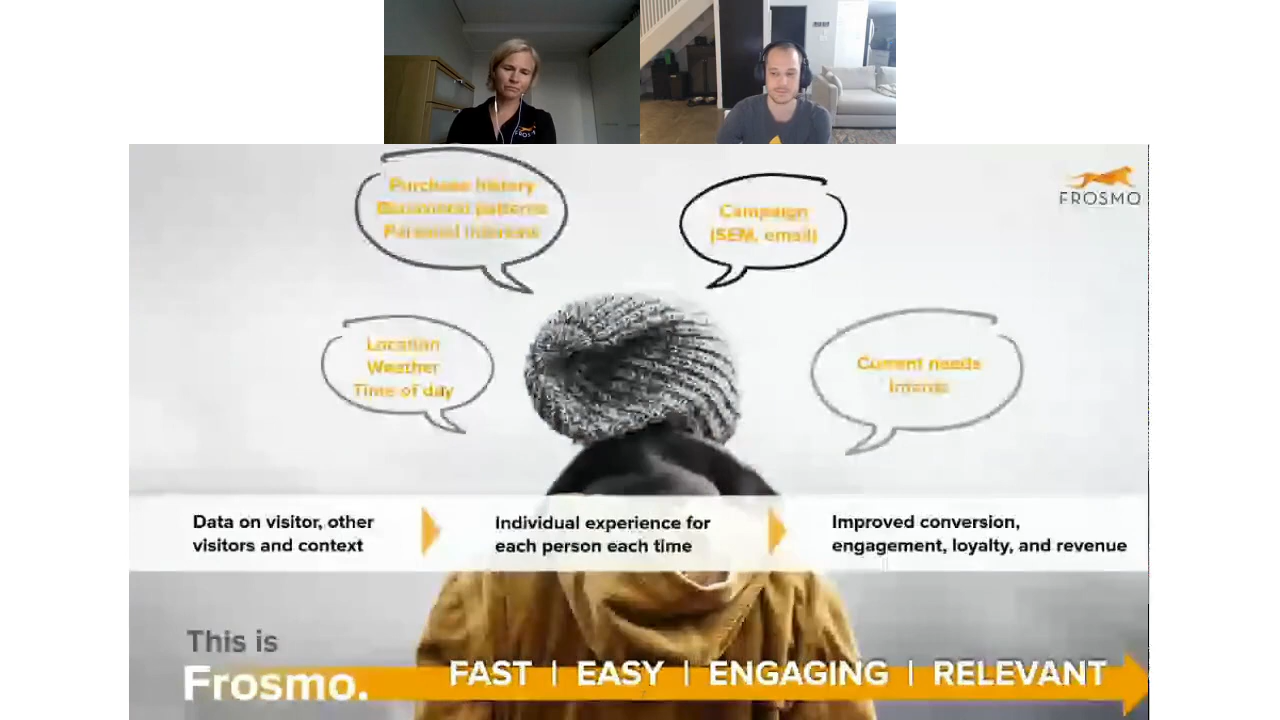 FROSMO
Purchase history
patterns
Personal interests
Campaign
(SEM, email)
FROSMO
Location
Weather
Time of day
Current needs
Intents
Data on visitor, other
visitors and context
Individual experience for
each person each time
Improved conversion,
engagement, loyalty, and revenue
This is
Frosmo.
FAST | EASY | ENGAGING | RELEVANT